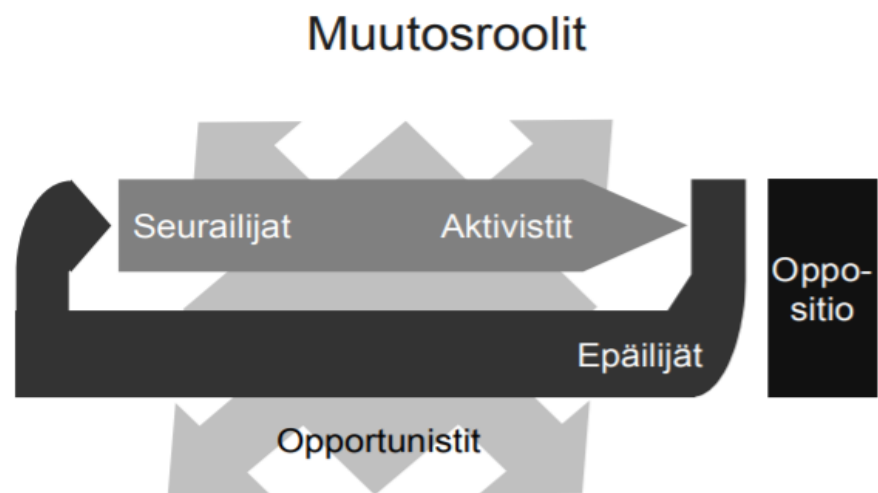 Muutosroolit
Seurailijat
Aktivistit
Oppo-
sitio
Epäilijät
Opportunistit